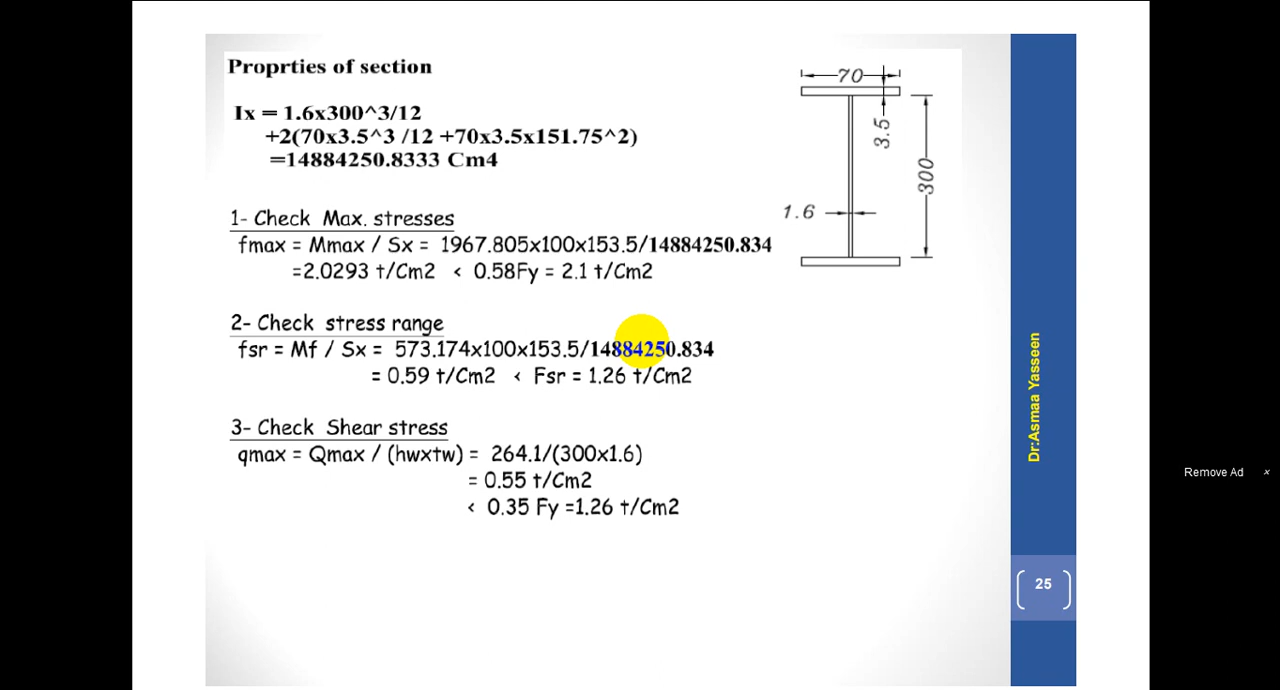 Proprties of section
Ix = 1.6x300^3/12
+2(70x3.5^3 /12 +70x3.5x151.75^2)
=14884250.8333 Cm4
70
3.5
300
1.6
1- Check Max. stresses
fmax = Mmax / Sx = 1967.805x100x153.5/14884250.834
=2.0293 t/Cm2 < 0.58Fy = 2.1 t/Cm2
2- Check stress range
fsr = Mf / Sx = 573.174x100x153.5/14884250.834
= 0.59 t/Cm2 < Fsr = 1.26 t/Cm2
3- Check Shear stress
qmax = Qmax / (hwxtw) = 264.1/(300x1.6)
= 0.55 t/Cm2
< 0.35 Fy =1.26 t/Cm2
Dr:Asmaa Yasseen
25
Remove Ad ×